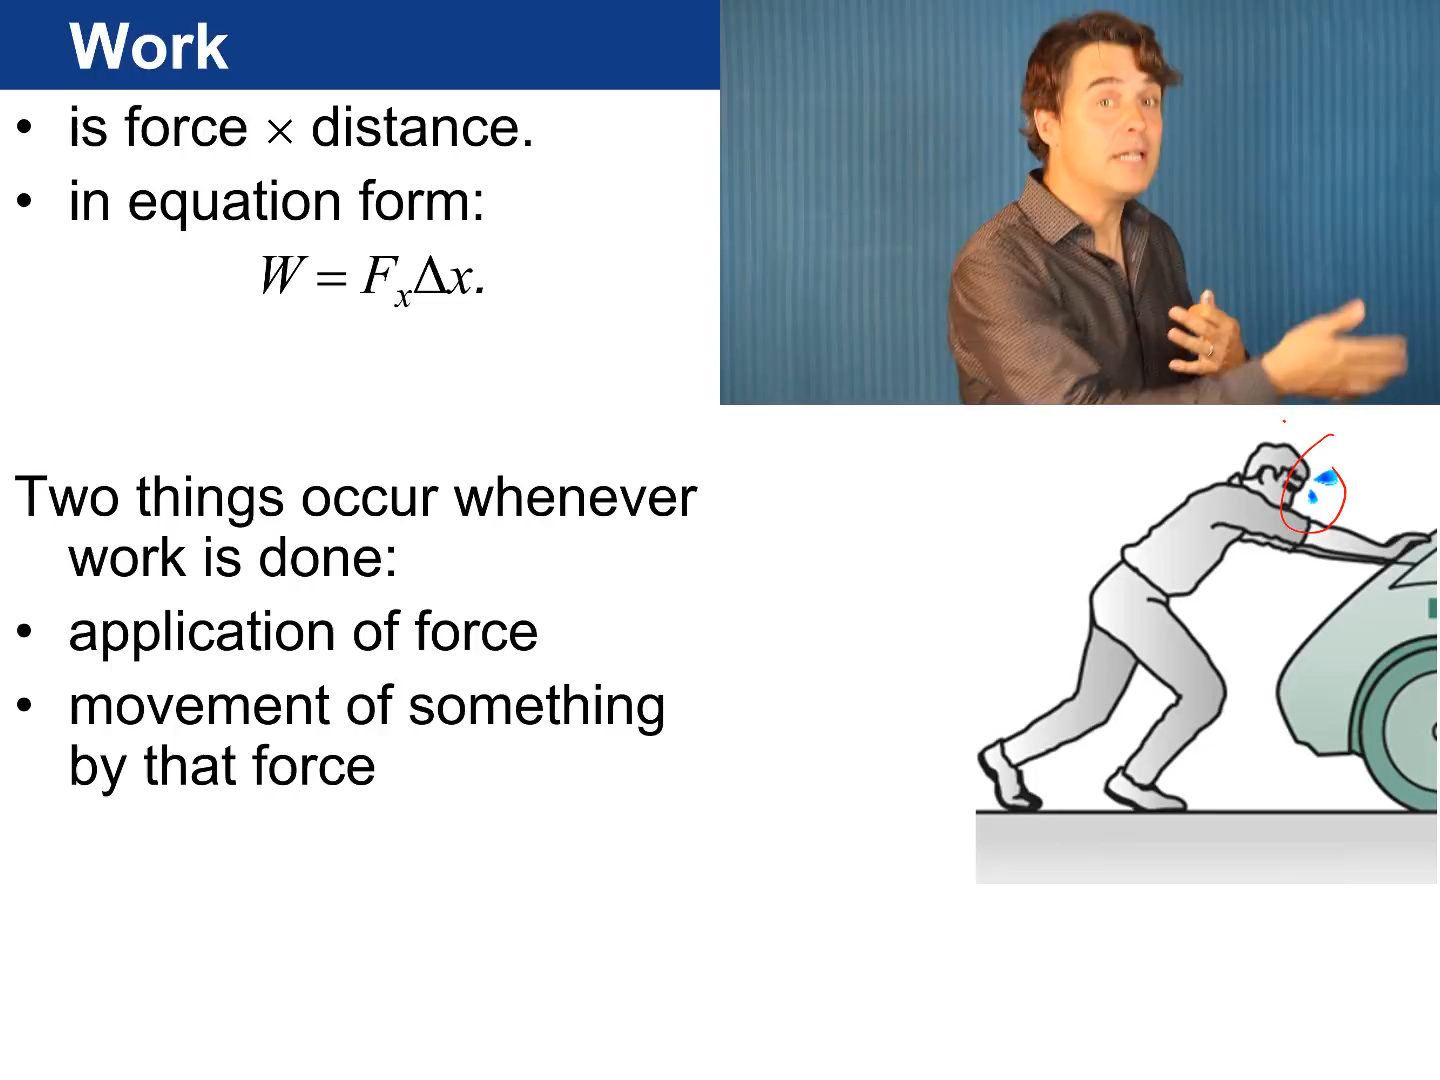 Work
• is force × distance.
• in equation form:
W = FₓΔx.
Two things occur whenever
work is done:
• application of force
• movement of something
by that force